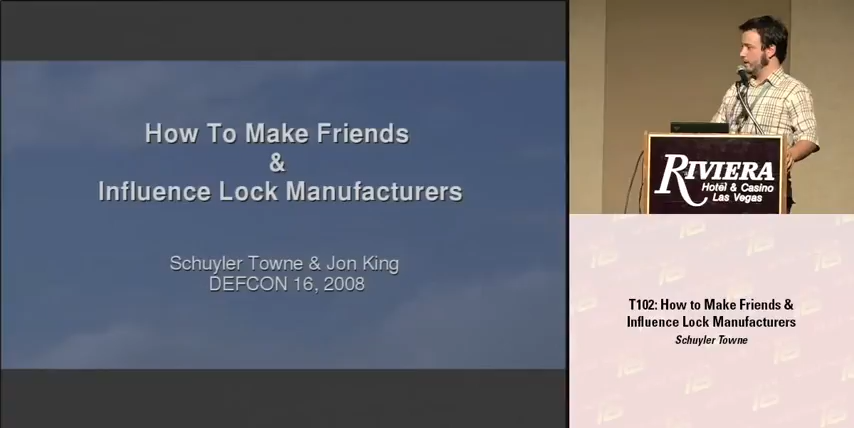 How To Make Friends
&
Influence Lock Manufacturers
Schuyler Towne & Jon King
DEFCON 16, 2008
RIVIERA
Hotel & Casino
Las Vegas
T102: How to Make Friends &
Influence Lock Manufacturers
Schuyler Towne